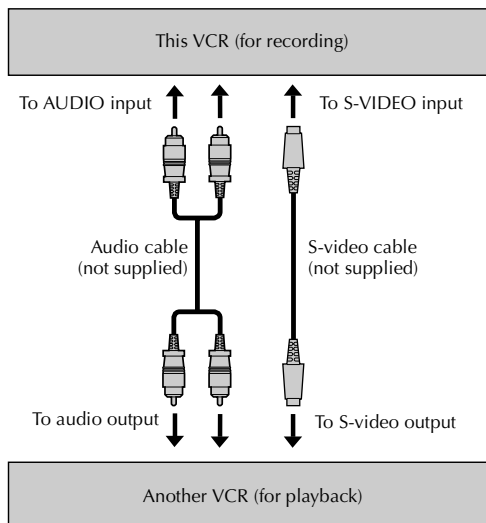 This VCR (for recording)
To AUDIO input
To S-VIDEO input
Audio cable
(not supplied)
S-video cable
(not supplied)
To audio output
To S-video output
Another VCR (for playback)